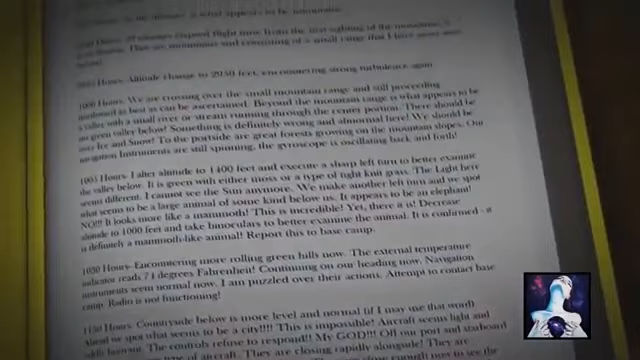 29 minutes elapsed flight time from the first sighting of the mountains,
They are mountains and consisting of a small range that I have never seen
Hours- Altitude change to 2950 feet, encountering strong turbulence again
1000 Hours- We are crossing over the small mountain range and still proceeding
northward as best as can be ascertained. Beyond the mountain range is what appears to be
a valley with a small river or stream running through the center portion. There should be
no green valley below! Something is definitely wrong and abnormal here! We should be
over Ice and Snow! To the portside are great forests growing on the mountain slopes. Our
navigation Instruments are still spinning, the gyroscope is oscillating back and forth!
1005 Hours- I alter altitude to 1400 feet and execute a sharp left turn to better examine
the valley below. It is green with either moss or a type of tight knit grass. The Light here
seems different. I cannot see the Sun anymore. We make another left turn and we spot
what seems to be a large animal of some kind below us. It appears to be an elephant!
NO!!! It looks more like a mammoth! This is incredible! Yet, there it is! Decrease
altitude to 1000 feet and take binoculars to better examine the animal. It is confirmed - it
is definitely a mammoth-like animal! Report this to base camp.
1030 Hours- Encountering more rolling green hills now. The external temperature
indicator reads 74 degrees Fahrenheit! Continuing on our heading now. Navigation
instruments seem normal now. I am puzzled over their actions. Attempt to contact base
camp. Radio is not functioning!
1130 Hours- Countryside below is more level and normal (if I may use that word)
Ahead we spot what seems to be a city!!!! This is impossible! Aircraft seems light and
oddly buoyant. The controls refuse to respond!! My GOD!!! Off our port and starboard
type of aircraft. They are closing rapidly alongside! They are